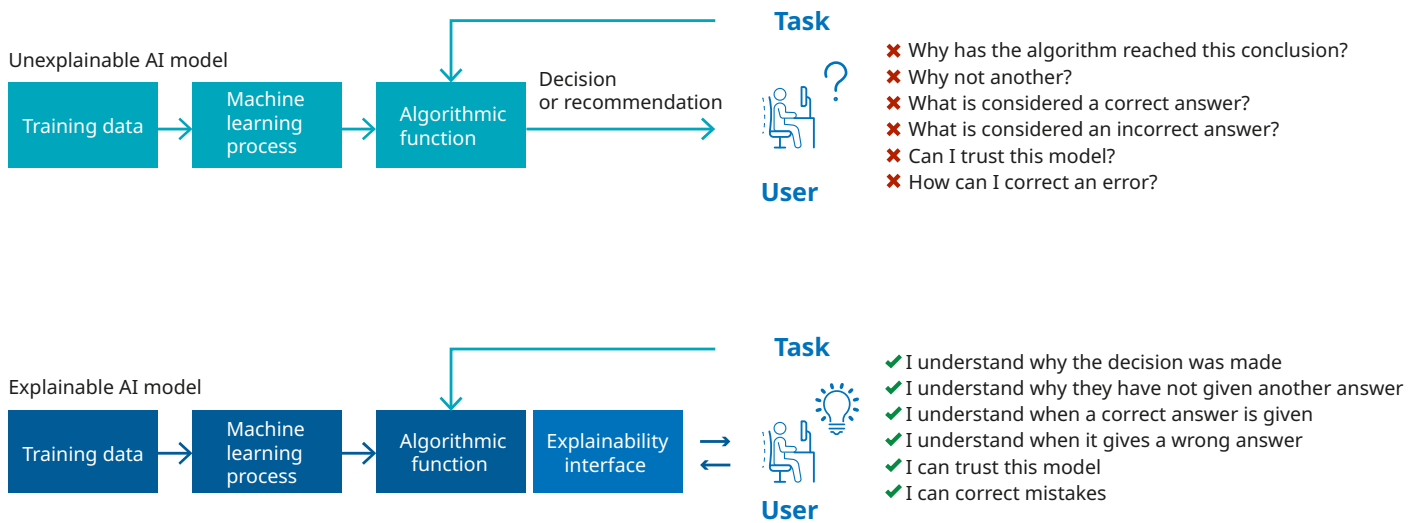 Task
Unexplainable AI model
Training data
Machine
learning
process
Algorithmic
function
Decision
or recommendation
?
User
Why has the algorithm reached this conclusion?
Why not another?
What is considered a correct answer?
What is considered an incorrect answer?
Can I trust this model?
How can I correct an error?
Task
Explainable AI model
Training data
Machine
learning
process
Algorithmic
function
Explainability
interface
User
I understand why the decision was made
I understand why they have not given another answer
I understand when a correct answer is given
I understand when it gives a wrong answer
I can trust this model
I can correct mistakes